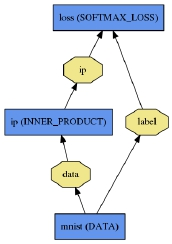 loss (SOFTMAX_LOSS)
ip
ip (INNER_PRODUCT)
label
data
mnist (DATA)